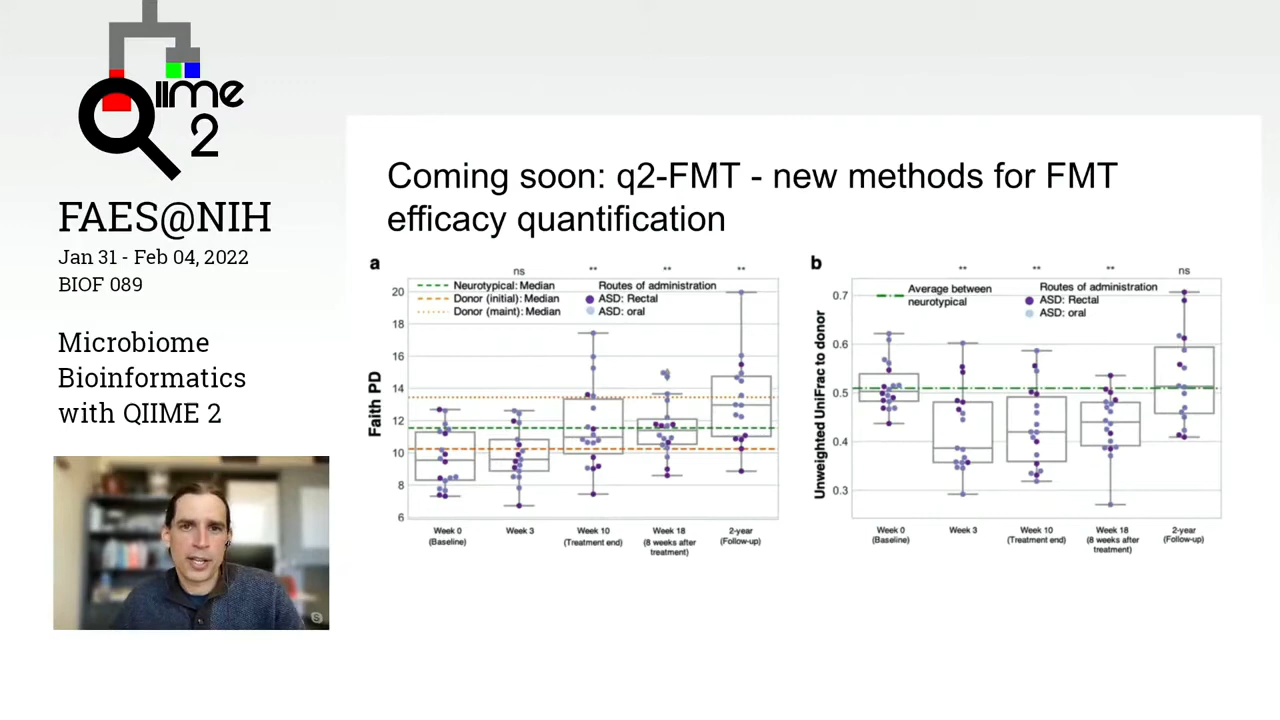 QIIME
2
FAES@NIH
Jan 31 - Feb 04, 2022
BIOF 089
Microbiome
Bioinformatics
with QIIME 2
Coming soon: q2-FMT - new methods for FMT
efficacy quantification
a
ns
**
**
**
Neurotypical: Median
Donor (initial): Median
Donor (maint): Median
Routes of administration
ASD: Rectal
ASD: oral
Faith PD
20
18
16
14
12
10
8
6
Week 0
(Baseline)
Week 3
Week 10
(Treatment end)
Week 18
(8 weeks after
treatment)
2-year
(Follow-up)
b
**
**
**
ns
Average between
neurotypical
Routes of administration
ASD: Rectal
ASD: oral
Unweighted UniFrac to donor
0.7
0.6
0.5
0.4
0.3
Week 0
(Baseline)
Week 3
Week 10
(Treatment end)
Week 18
(8 weeks after
treatment)
2-year
(Follow-up)